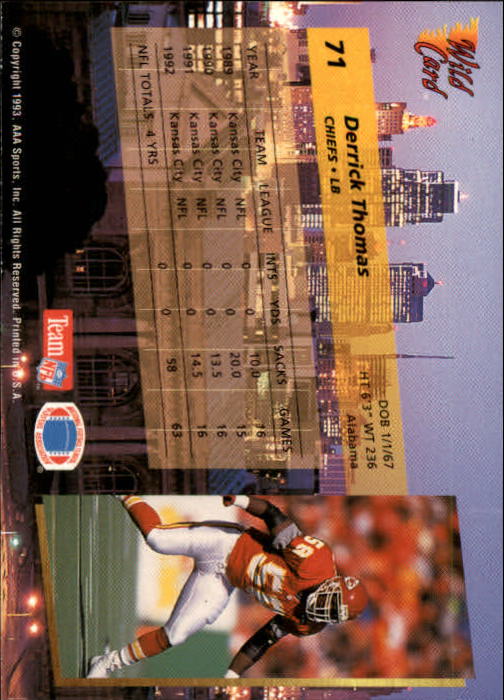 Wild
Card
71
Derrick Thomas
CHIEFS • LB
DOB 1/1/67
HT 6'3" WT 236
Alabama
YEAR TEAM LEAGUE INTS YDS SACKS GAMES
1989 Kansas City NFL 10.0 16
1990 Kansas City NFL 0 0 20.0 15
1991 Kansas City NFL 0 0 13.5 16
1992 Kansas City NFL 0 0 14.5 16
NFL TOTALS 4 YRS 0 0 58 63
© Copyright 1993, AAA Sports, Inc. All Rights Reserved. Printed in U.S.A.
Team
NFL
58